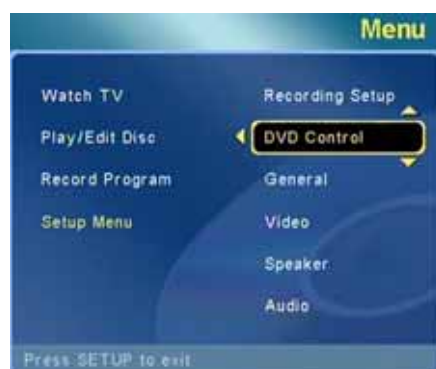 Menu
Watch TV
Play/Edit Disc
Record Program
Setup Menu
Recording Setup
DVD Control
General
Video
Speaker
Audio
Press SETUP to exit